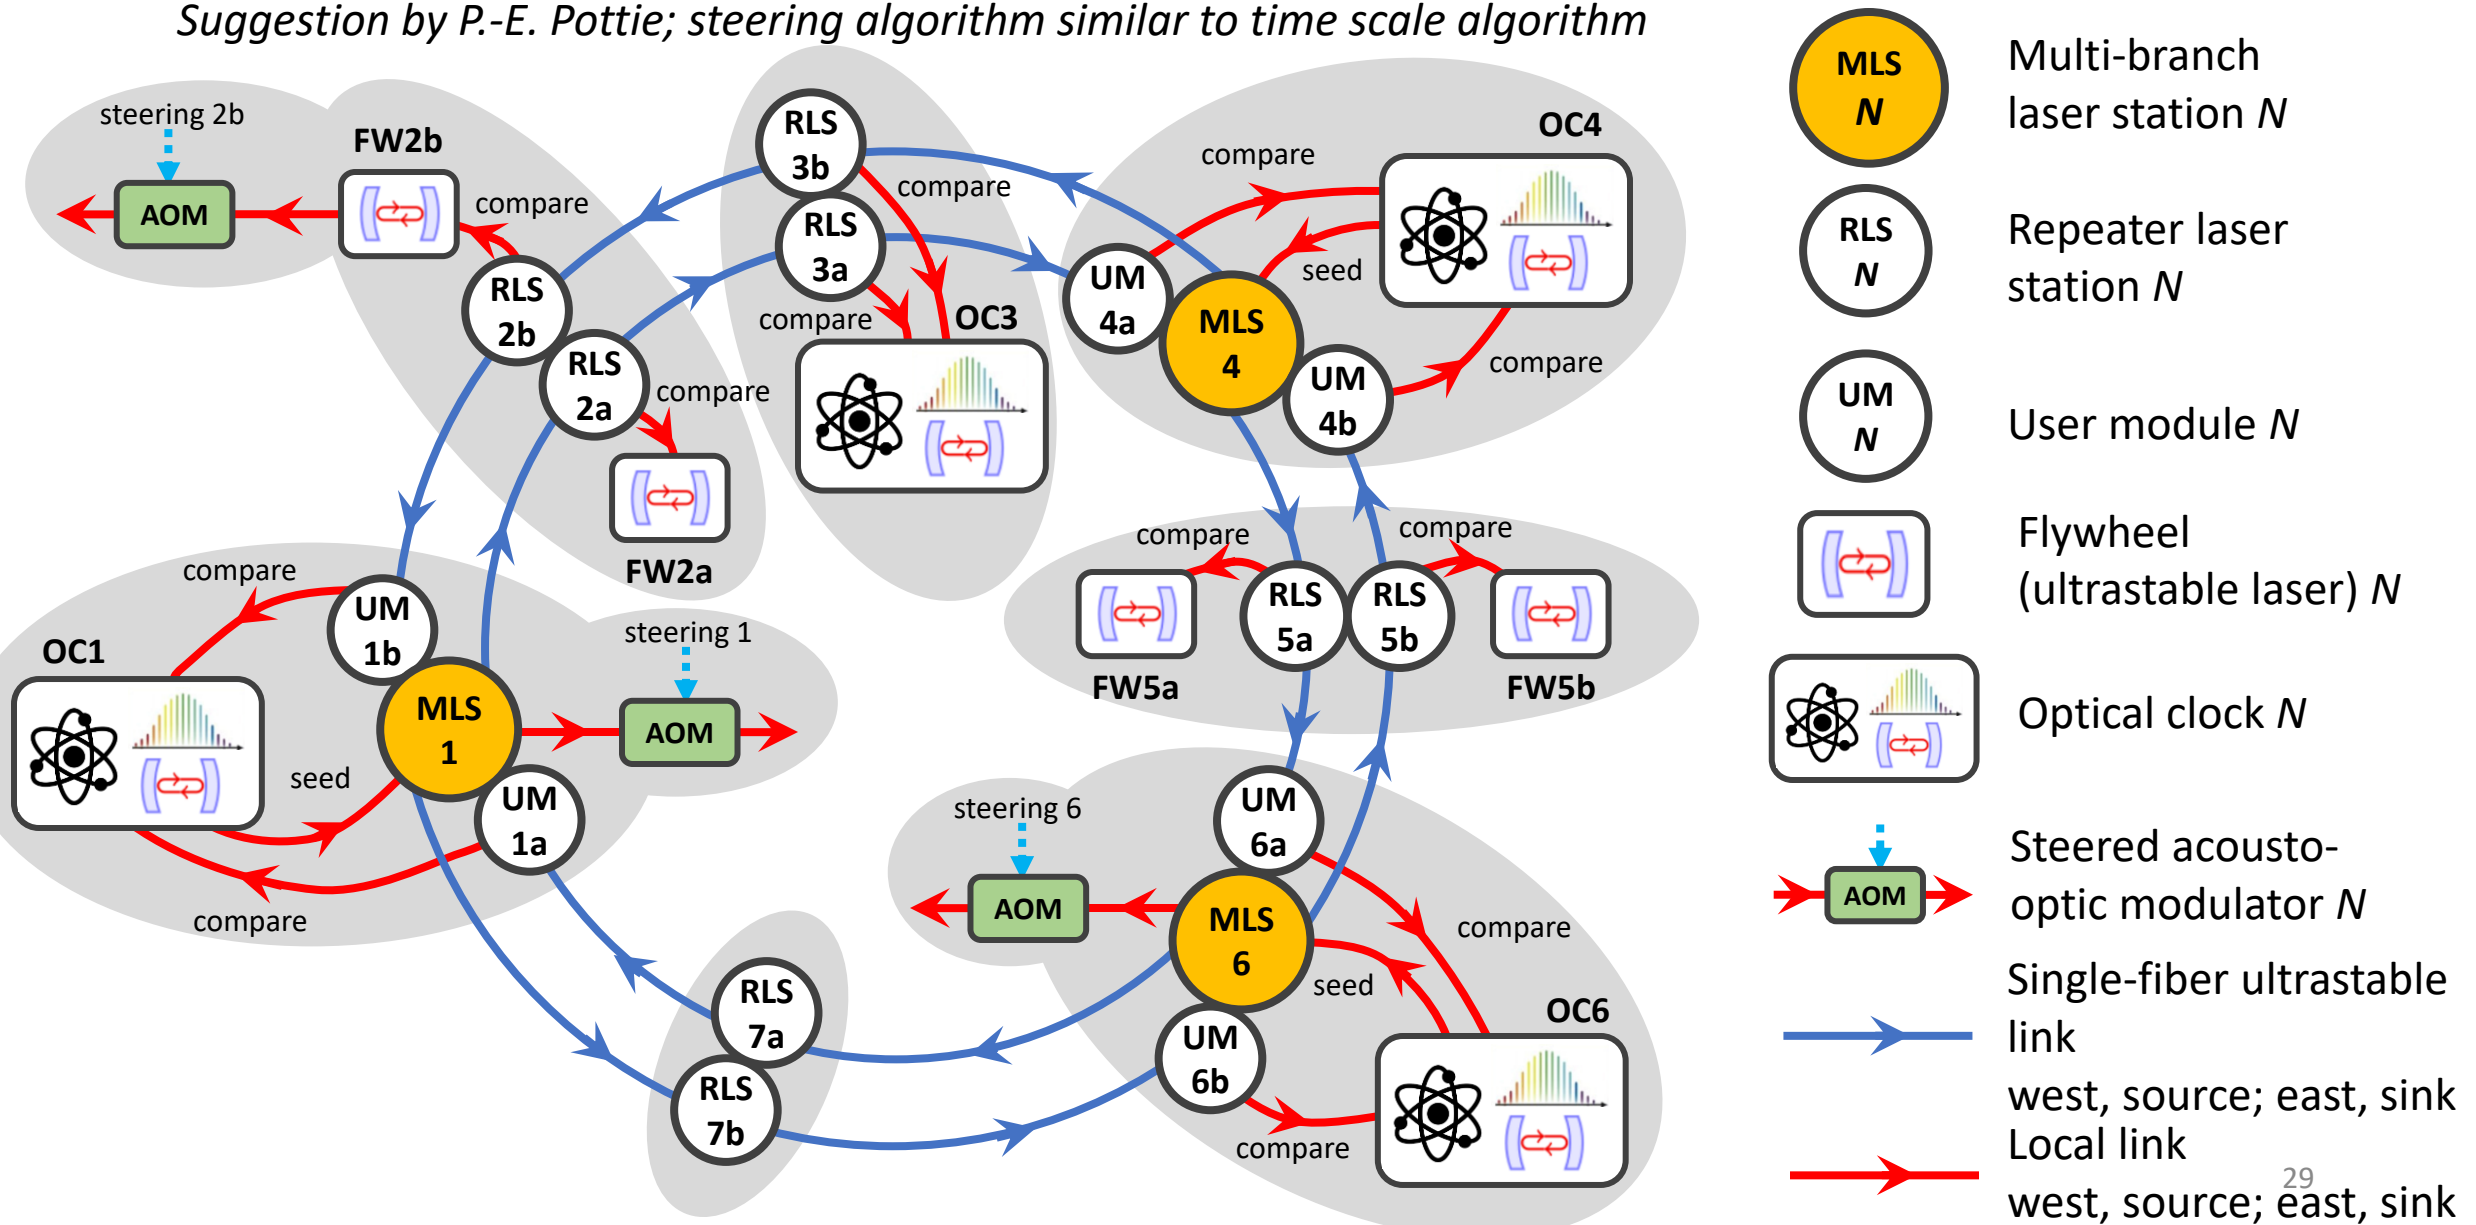 Suggestion by P.-E. Pottie; steering algorithm similar to time scale algorithm
steering 2b
FW2b
AOM
compare
RLS
2b
RLS
2a
compare
FW2a
RLS
3b
compare
RLS
3a
compare
OC3
OC4
compare
seed
UM
4a
MLS
4
UM
4b
compare
compare
compare
RLS
5a
RLS
5b
FW5a
FW5b
compare
UM
1b
OC1
MLS
1
steering 1
AOM
seed
UM
1a
compare
steering 6
AOM
UM
6a
MLS
6
compare
seed
UM
6b
OC6
compare
RLS
7a
RLS
7b
MLS
N
Multi-branch
laser station N
RLS
N
Repeater laser
station N
UM
N
User module N
Flywheel
(ultrastable laser) N
Optical clock N
AOM
Steered acousto-
optic modulator N
Single-fiber ultrastable
link
west, source; east, sink
Local link
west, source; east, sink
29